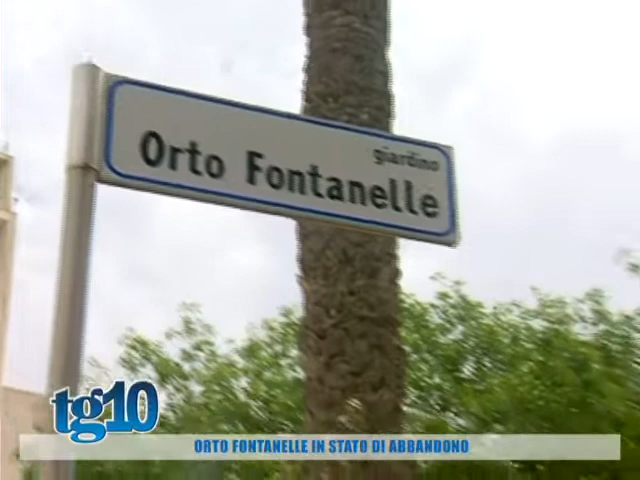 giardino
Orto Fontanelle
tg10
ORTO FONTANELLE IN STATO DI ABBANDONO